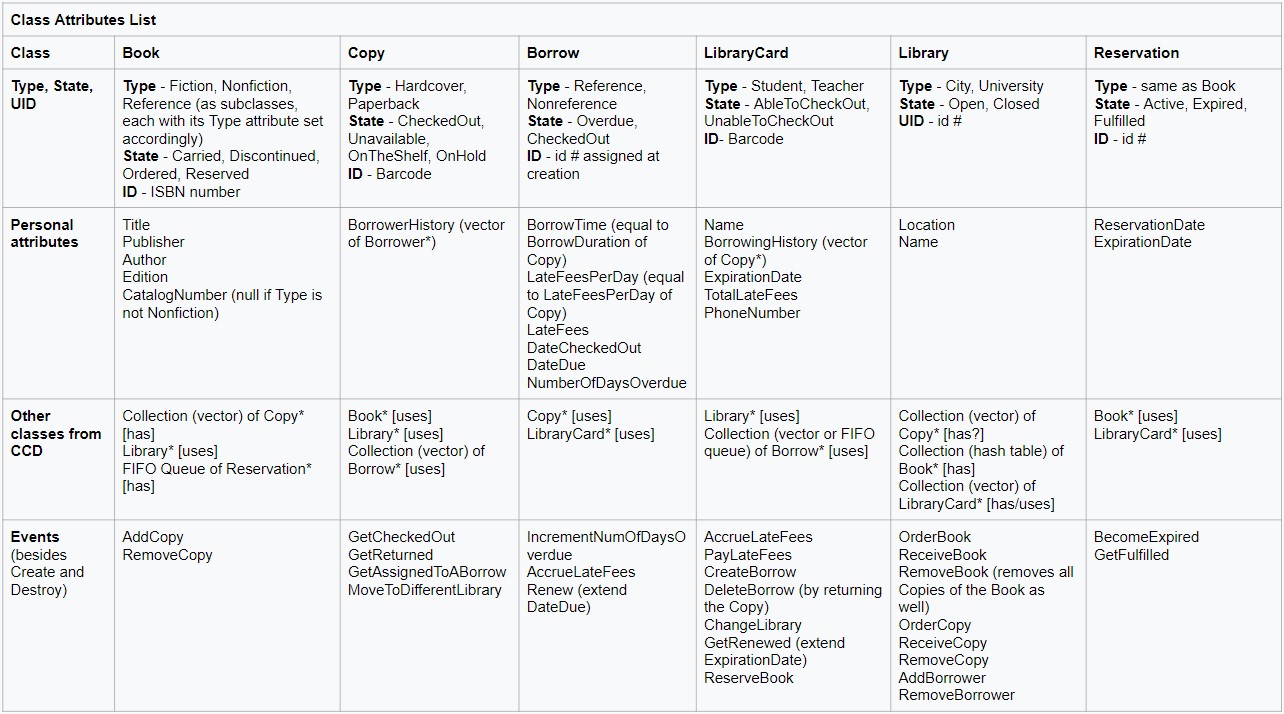 Class Attributes List
Class
Book
Copy
Borrow
LibraryCard
Library
Reservation
Type, State,
UID
Type - Fiction, Nonfiction,
Reference (as subclasses,
each with its Type attribute set
accordingly)
State - Carried, Discontinued,
Ordered, Reserved
ID - ISBN number
Type - Hardcover,
Paperback
State - CheckedOut,
Unavailable,
OnTheShelf, OnHold
ID - Barcode
Type - Reference,
Nonreference
State - Overdue,
CheckedOut
ID - id # assigned at
creation
Type - Student, Teacher
State - AbleToCheckOut,
UnableToCheckOut
ID- Barcode
Type - City, University
State - Open, Closed
UID - id #
Type - same as Book
State - Active, Expired,
Fulfilled
ID - id #
Personal
attributes
Title
Publisher
Author
Edition
CatalogNumber (null if Type is
not Nonfiction)
BorrowerHistory (vector
of Borrower*)
BorrowTime (equal to
BorrowDuration of
Copy)
LateFeesPerDay (equal
to LateFeesPerDay of
Copy)
LateFees
DateCheckedOut
DateDue
NumberOfDaysOverdue
Name
BorrowingHistory (vector
of Copy*)
ExpirationDate
TotalLateFees
PhoneNumber
Location
Name
ReservationDate
ExpirationDate
Other
classes from
CCD
Collection (vector) of Copy*
[has]
Library* [uses]
FIFO Queue of Reservation*
[has]
Book* [uses]
Library* [uses]
Collection (vector) of
Borrow* [uses]
Copy* [uses]
LibraryCard* [uses]
Library* [uses]
Collection (vector or FIFO
queue) of Borrow* [uses]
Collection (vector) of
Copy* [has?]
Collection (hash table) of
Book* [has]
Collection (vector) of
LibraryCard* [has/uses]
Book* [uses]
LibraryCard* [uses]
Events
(besides
Create and
Destroy)
AddCopy
RemoveCopy
GetCheckedOut
GetReturned
GetAssignedToABorrow
MoveToDifferentLibrary
IncrementNumOfDaysO
verdue
AccrueLateFees
Renew (extend
DateDue)
AccrueLateFees
PayLateFees
CreateBorrow
DeleteBorrow (by returning
the Copy)
ChangeLibrary
GetRenewed (extend
ExpirationDate)
ReserveBook
OrderBook
ReceiveBook
RemoveBook (removes all
Copies of the Book as
well)
OrderCopy
ReceiveCopy
RemoveCopy
AddBorrower
RemoveBorrower
BecomeExpired
GetFulfilled